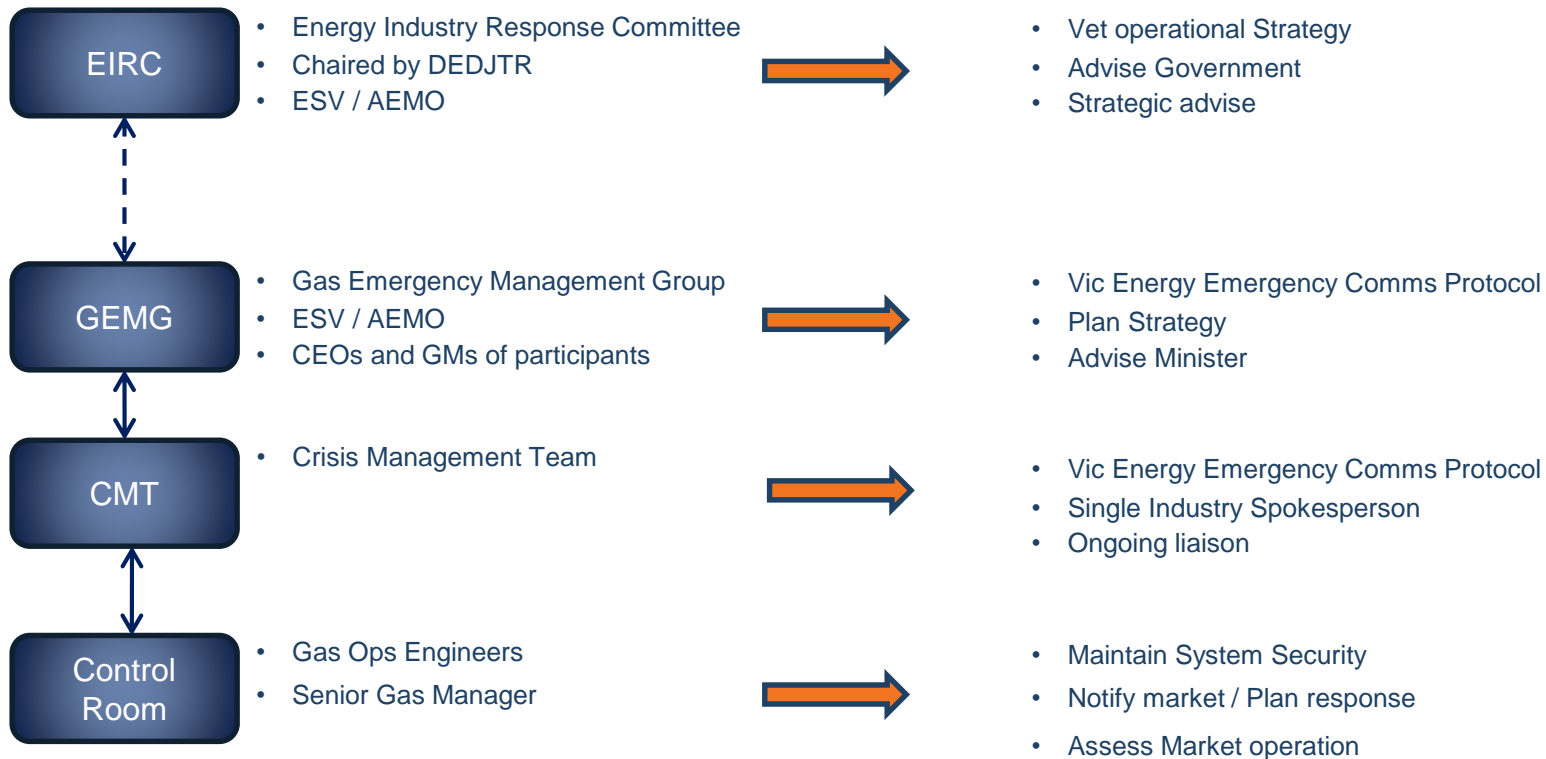 EIRC
• Energy Industry Response Committee
• Chaired by DEDJTR
• ESV / AEMO
• Vet operational Strategy
• Advise Government
• Strategic advise
GEMG
• Gas Emergency Management Group
• ESV / AEMO
• CEOs and GMs of participants
• Vic Energy Emergency Comms Protocol
• Plan Strategy
• Advise Minister
CMT
• Crisis Management Team
• Vic Energy Emergency Comms Protocol
• Single Industry Spokesperson
• Ongoing liaison
Control
Room
• Gas Ops Engineers
• Senior Gas Manager
• Maintain System Security
• Notify market / Plan response
• Assess Market operation